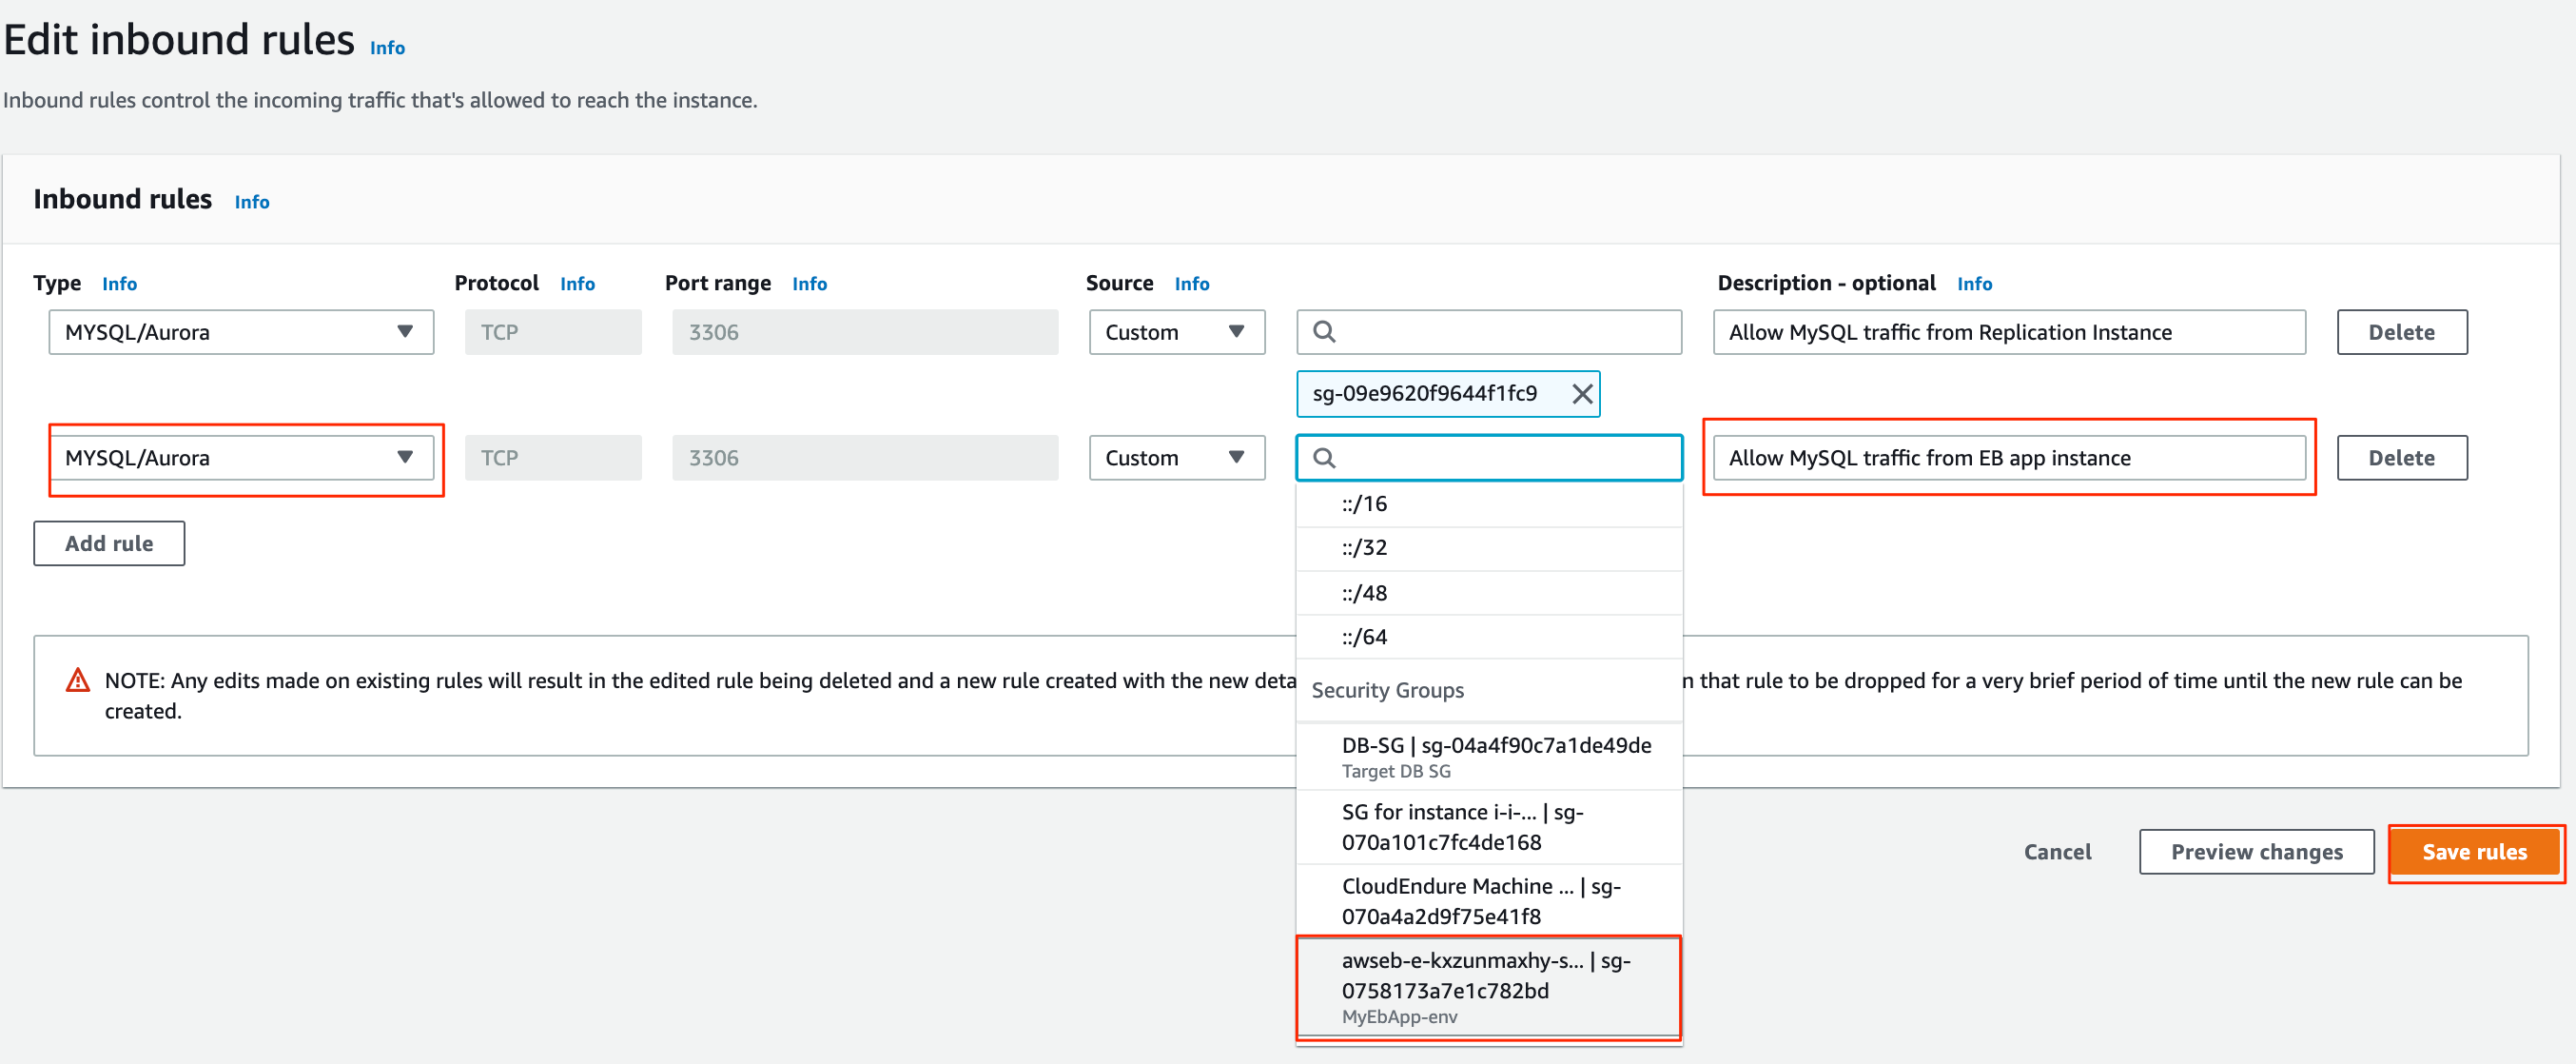 Edit inbound rules Info
Inbound rules control the incoming traffic that's allowed to reach the instance.
Inbound rules Info
Type Info Protocol Info Port range Info Source Info Description - optional Info
MYSQL/Aurora TCP 3306 Custom Allow MySQL traffic from Replication Instance Delete
sg-09e9620f9644f1fc9
MYSQL/Aurora TCP 3306 Custom Allow MySQL traffic from EB app instance Delete
::/16
Add rule
::/32
::/48
::/64
NOTE: Any edits made on existing rules will result in the edited rule being deleted and a new rule created with the new deta n that rule to be dropped for a very brief period of time until the new rule can be
created.
Security Groups
DB-SG | sg-04a4f90c7a1de49de
Target DB SG
SG for instance i-i-... | sg-
070a101c7fc4de168
CloudEndure Machine ... | sg-
070a4a2d9f75e41f8
awseb-e-kxzunmaxhy-s... | sg-
0758173a7e1c782bd
MyEbApp-env
Cancel Preview changes Save rules